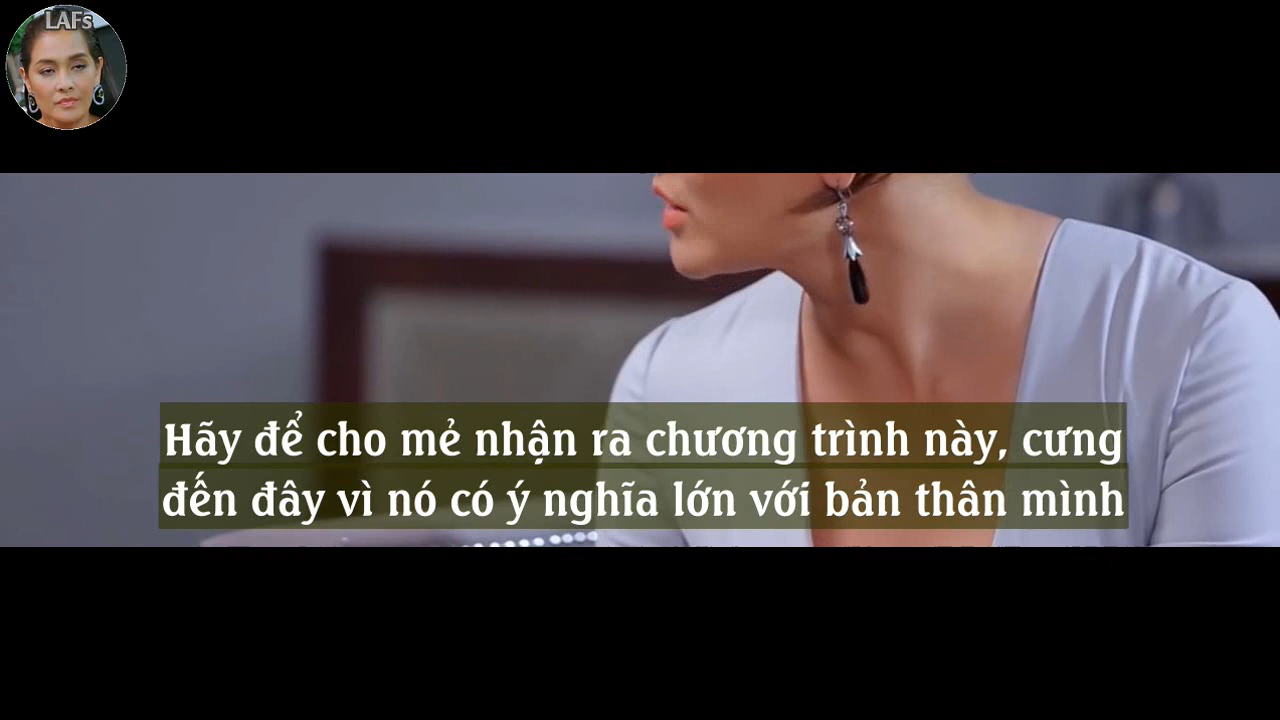 LAFs
Hãy để cho mẻ nhận ra chương trình này, cưng
đến đây vì nó có ý nghĩa lớn với bản thân mình